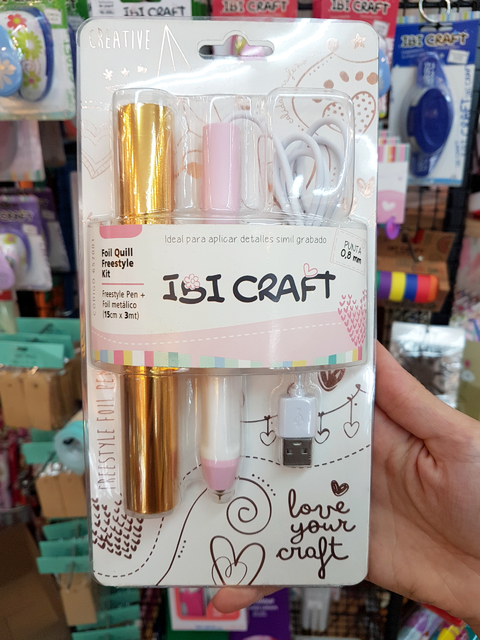 IBI CRAFT
IBI CRAFT
IBI CRAFT
CREATIVE
Ideal para aplicar detalles simil grabado
Foil Quill
Freestyle
Kit
Freestyle Pen +
Foil metálico
(15cm x 3mt)
IBI CRAFT
PUNTA
0,8 mm
FREESTYLE FOIL PEN
love
your
craft